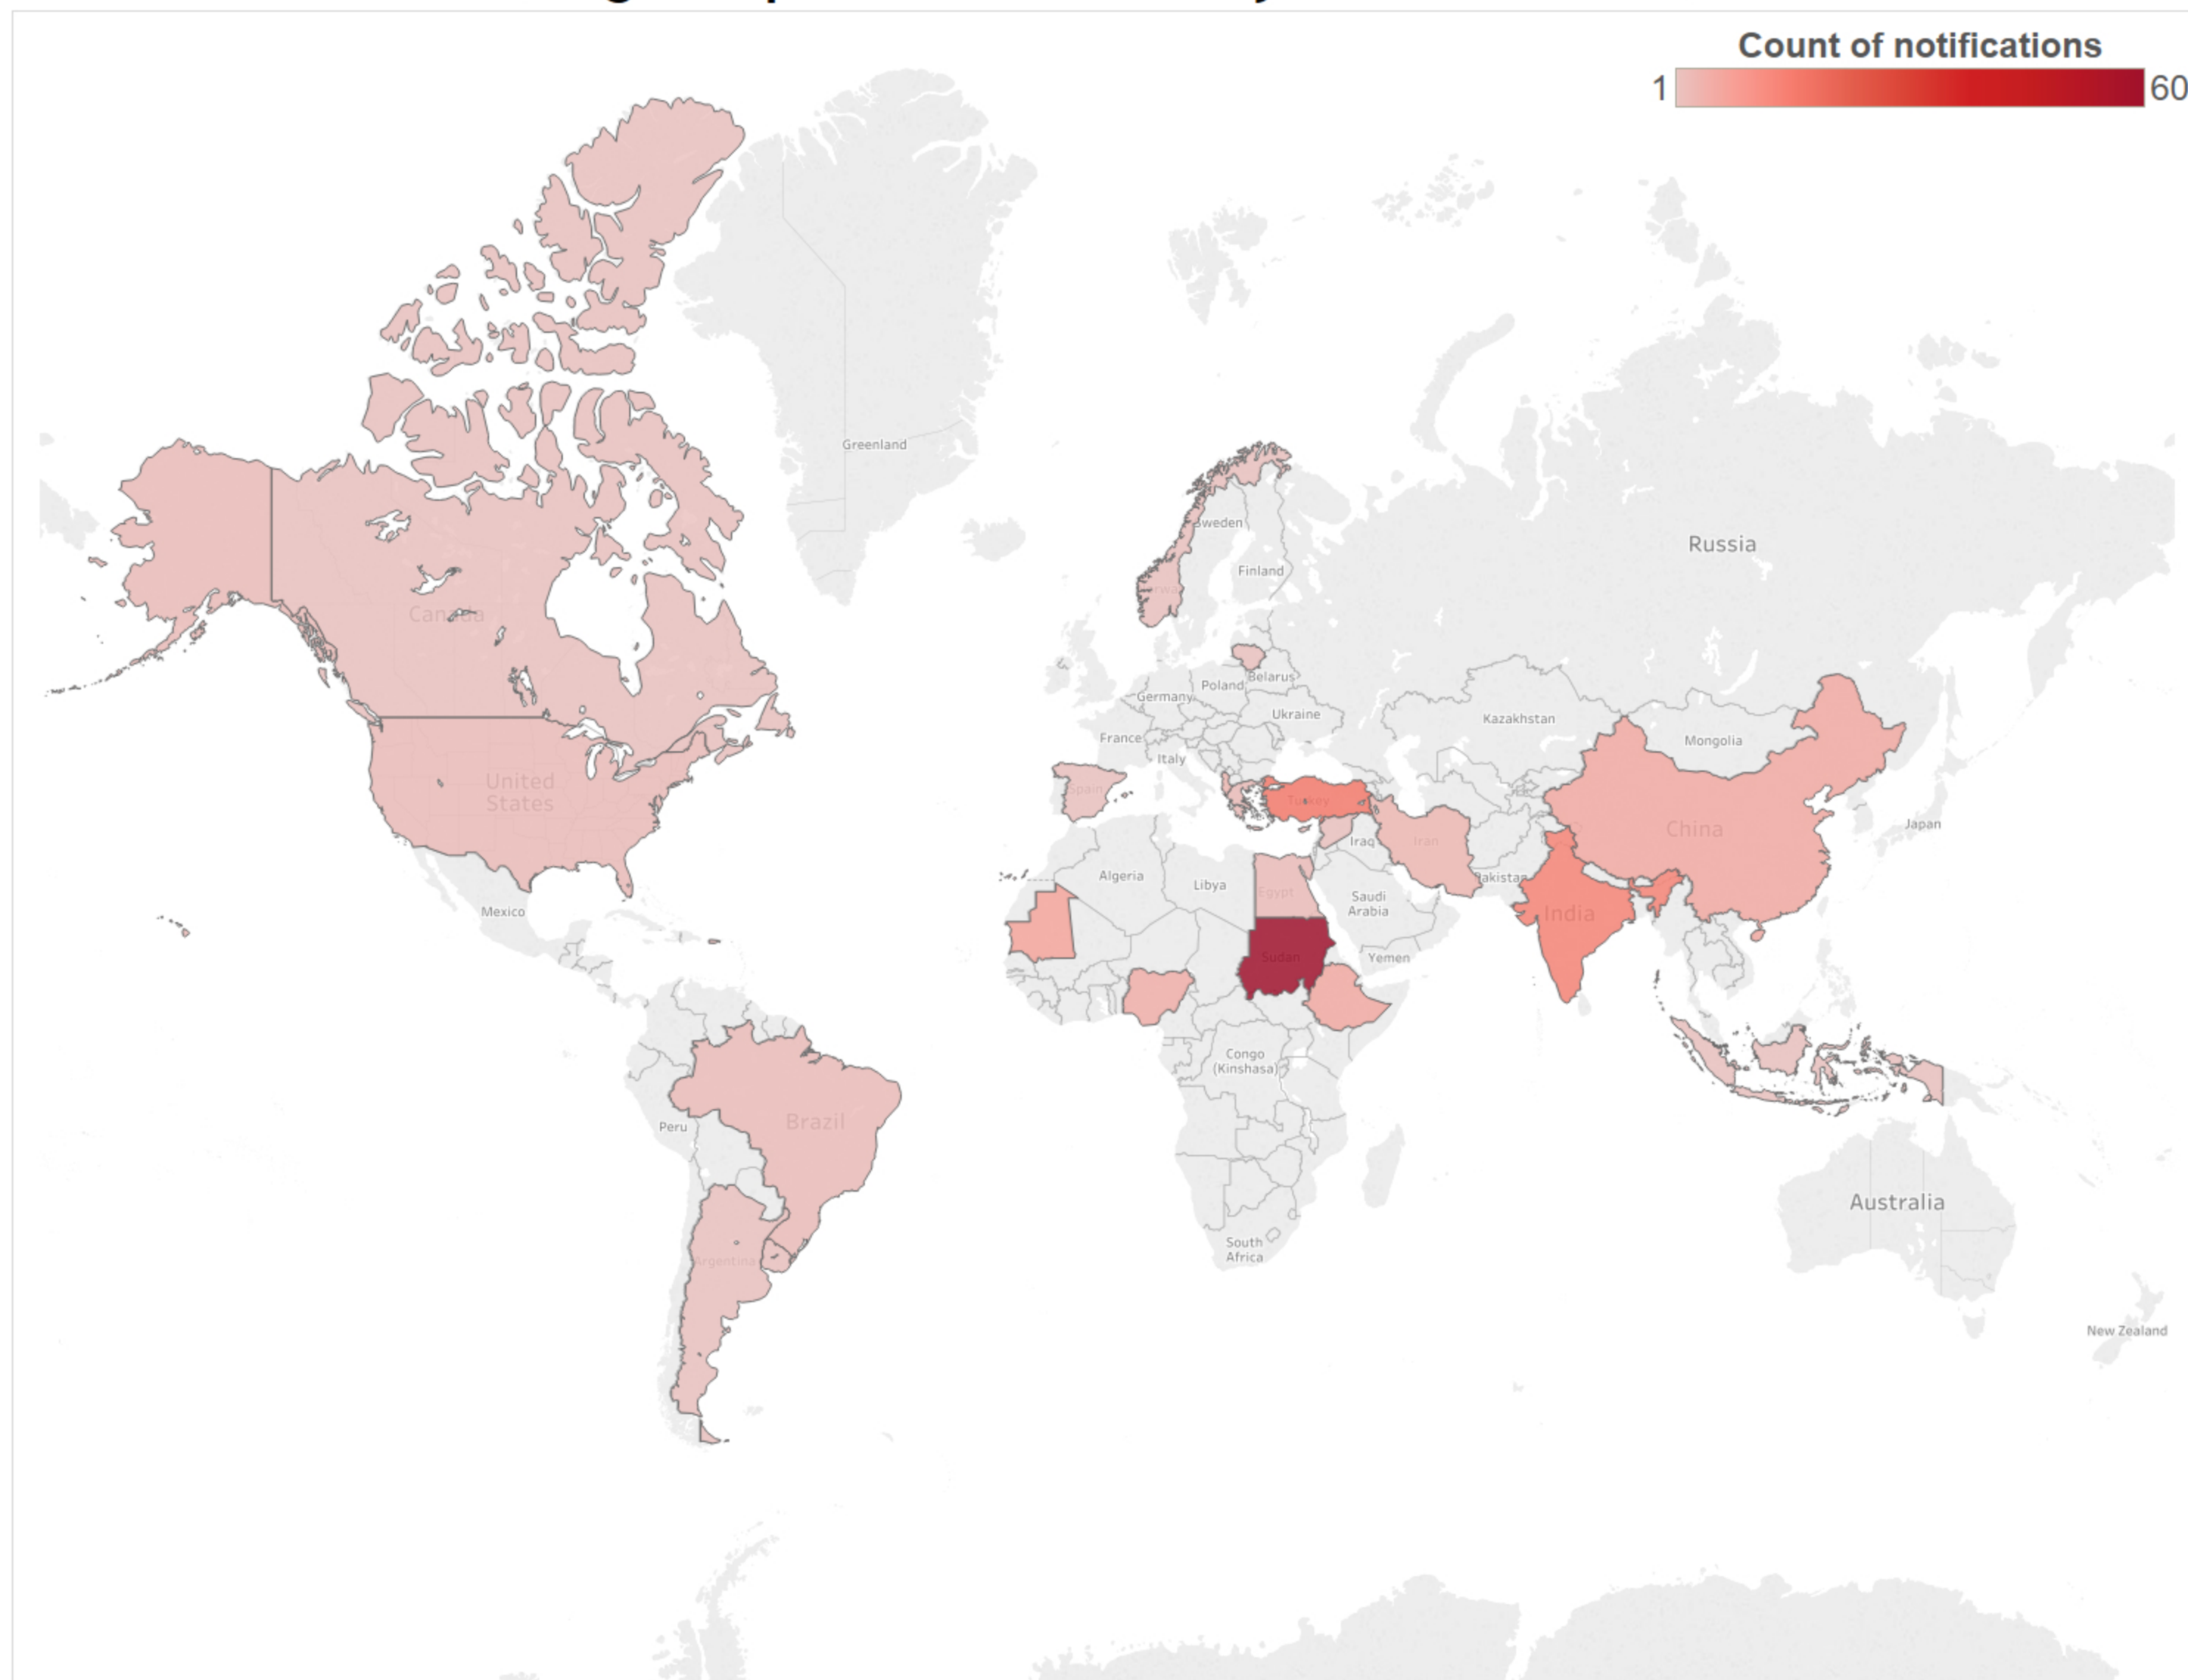 Count of notifications
1
60
Greenland
Sweden
Finland
Russia
Canada
Norway
Poland
Belarus
Germany
Ukraine
Kazakhstan
France
Mongolia
Italy
United
States
Spain
Turkey
China
Japan
Iraq
Iran
Algeria
Libya
Egypt
Pakistan
Saudi
Arabia
Mexico
India
Sudan
Yemen
Congo
(Kinshasa)
Brazil
Peru
Australia
South
Africa
Argentina
New Zealand